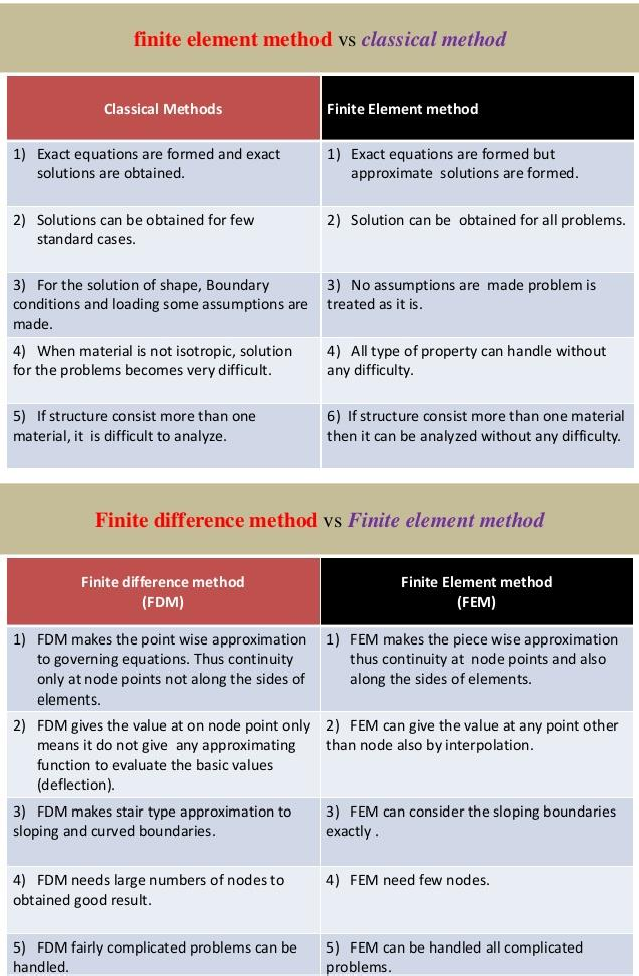 finite element method vs classical method
Classical Methods
Finite Element method
1) Exact equations are formed and exact
solutions are obtained.
1) Exact equations are formed but
approximate solutions are formed.
2) Solutions can be obtained for few
standard cases.
2) Solution can be obtained for all problems.
3) For the solution of shape, Boundary
conditions and loading some assumptions are
made.
3) No assumptions are made problem is
treated as it is.
4) When material is not isotropic, solution
for the problems becomes very difficult.
4) All type of property can handle without
any difficulty.
5) If structure consist more than one
material, it is difficult to analyze.
6) If structure consist more than one material
then it can be analyzed without any difficulty.
Finite difference method vs Finite element method
Finite difference method
(FDM)
Finite Element method
(FEM)
1) FDM makes the point wise approximation
to governing equations. Thus continuity
only at node points not along the sides of
elements.
1) FEM makes the piece wise approximation
thus continuity at node points and also
along the sides of elements.
2) FDM gives the value at on node point only
means it do not give any approximating
function to evaluate the basic values
(deflection).
2) FEM can give the value at any point other
than node also by interpolation.
3) FDM makes stair type approximation to
sloping and curved boundaries.
3) FEM can consider the sloping boundaries
exactly .
4) FDM needs large numbers of nodes to
obtained good result.
4) FEM need few nodes.
5) FDM fairly complicated problems can be
handled.
5) FEM can be handled all complicated
problems.